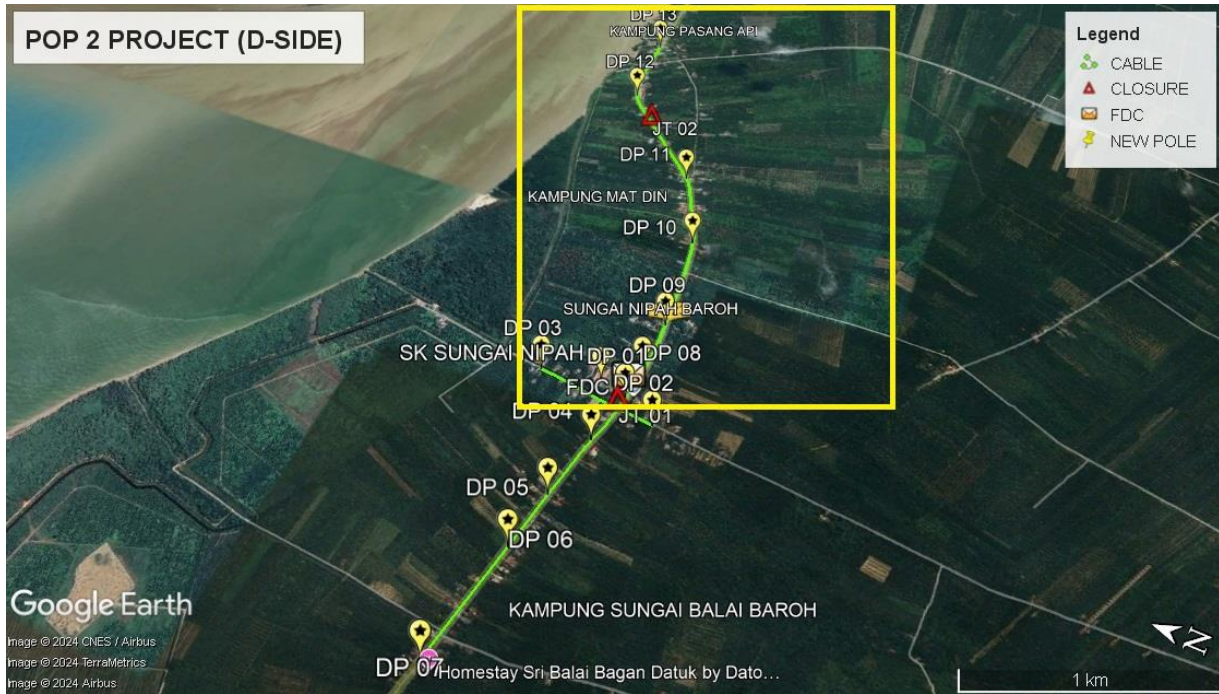 POP 2 PROJECT (D-SIDE)
Legend
CABLE
CLOSURE
FDC
NEW POLE
DP 13
KAMPUNG PASANG API
DP 12
JT 02
DP 11
KAMPUNG MAT DIN
DP 10
DP 09
SUNGAI NIPAH BAROH
DP 03
SK SUNGAI NIPAH
DP 01
DP 08
FDC
DP 02
DP 04
JT 01
DP 05
DP 06
Google Earth
KAMPUNG SUNGAI BALAI BAROH
Image © 2024 CNES / Airbus
Image © 2024 TerraMetrics
Image © 2024 Airbus
DP 07
Homestay Sri Balai Bagan Datuk by Dato...
N
1 km